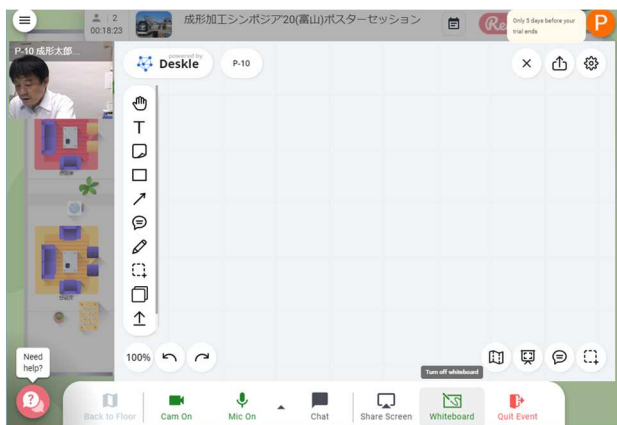 2
00:18:23
成形加工シンポジア'20(富山)ポスターセッション
Re
Only 5 days before your
trial ends
P
P-10 成形太郎...
powered by
Deskle
P-10
T
100%
Need
help?
Turn off whiteboard
Back to Floor
Cam On
Mic On
Chat
Share Screen
Whiteboard
Quit Event